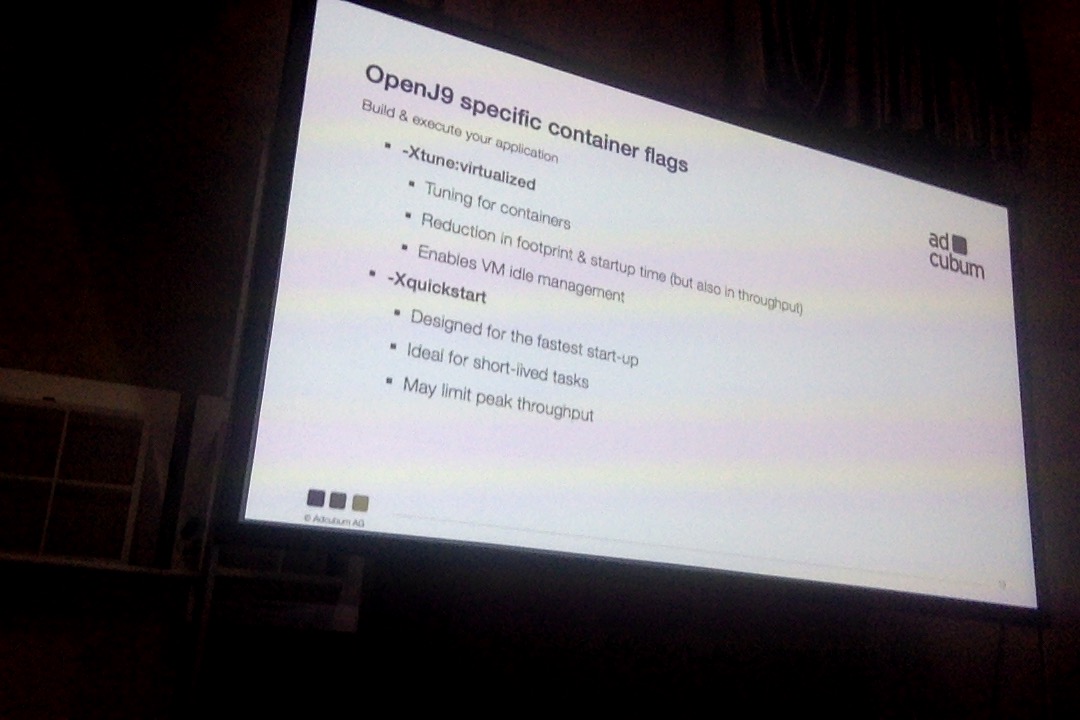 OpenJ9 specific container flags
Build & execute your application
▪ -Xtune:virtualized
▪ Tuning for containers
▪ Reduction in footprint & startup time (but also in throughput)
▪ Enables VM idle management
▪ -Xquickstart
▪ Designed for the fastest start-up
▪ Ideal for short-lived tasks
▪ May limit peak throughput
ad
cubum
© Adcubum AG